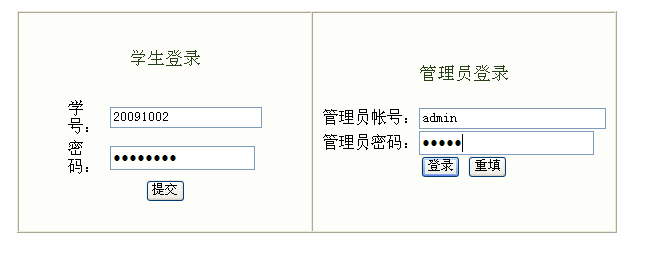 学生登录
学号： 20091002
密码： ●●●●●●●●
提交
管理员登录
管理员帐号： admin
管理员密码： ●●●●●
登录 重填